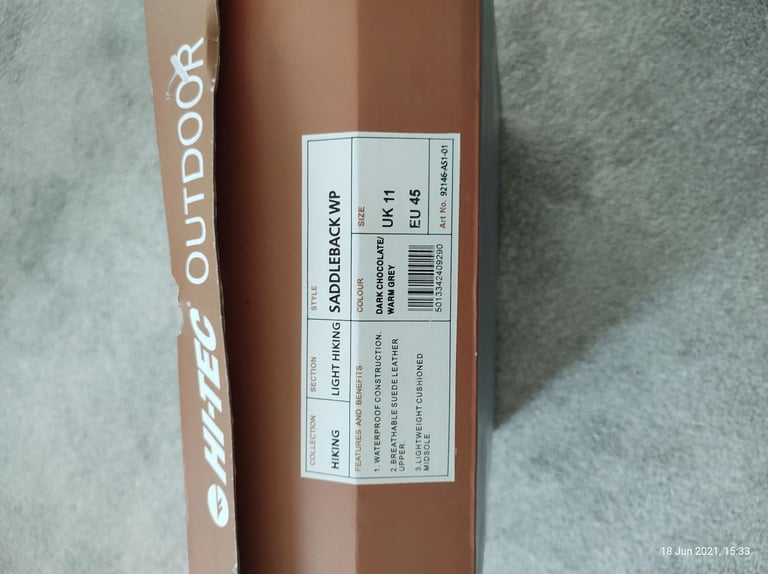 HI-TEC OUTDOOR
COLLECTION
HIKING
SECTION
LIGHT HIKING
STYLE
SADDLEBACK WP
FEATURES AND BENEFITS
1. WATERPROOF CONSTRUCTION.
2. BREATHABLE SUEDE LEATHER
UPPER.
3. LIGHTWEIGHT CUSHIONED
MIDSOLE.
COLOUR
DARK CHOCOLATE/
WARM GREY
5013342409290
SIZE
UK 11
EU 45
Art No. 92146-AS1-01
18 Jun 2021, 15:33